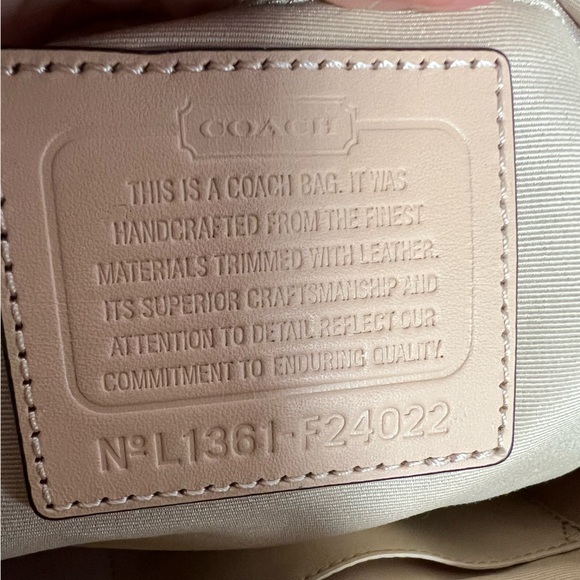 COACH
THIS IS A COACH BAG. IT WAS
HANDCRAFTED FROM THE FINEST
MATERIALS TRIMMED WITH LEATHER.
ITS SUPERIOR CRAFTSMANSHIP AND
ATTENTION TO DETAIL REFLECT OUR
COMMITMENT TO ENDURING QUALITY.
Nº L1361-F24022